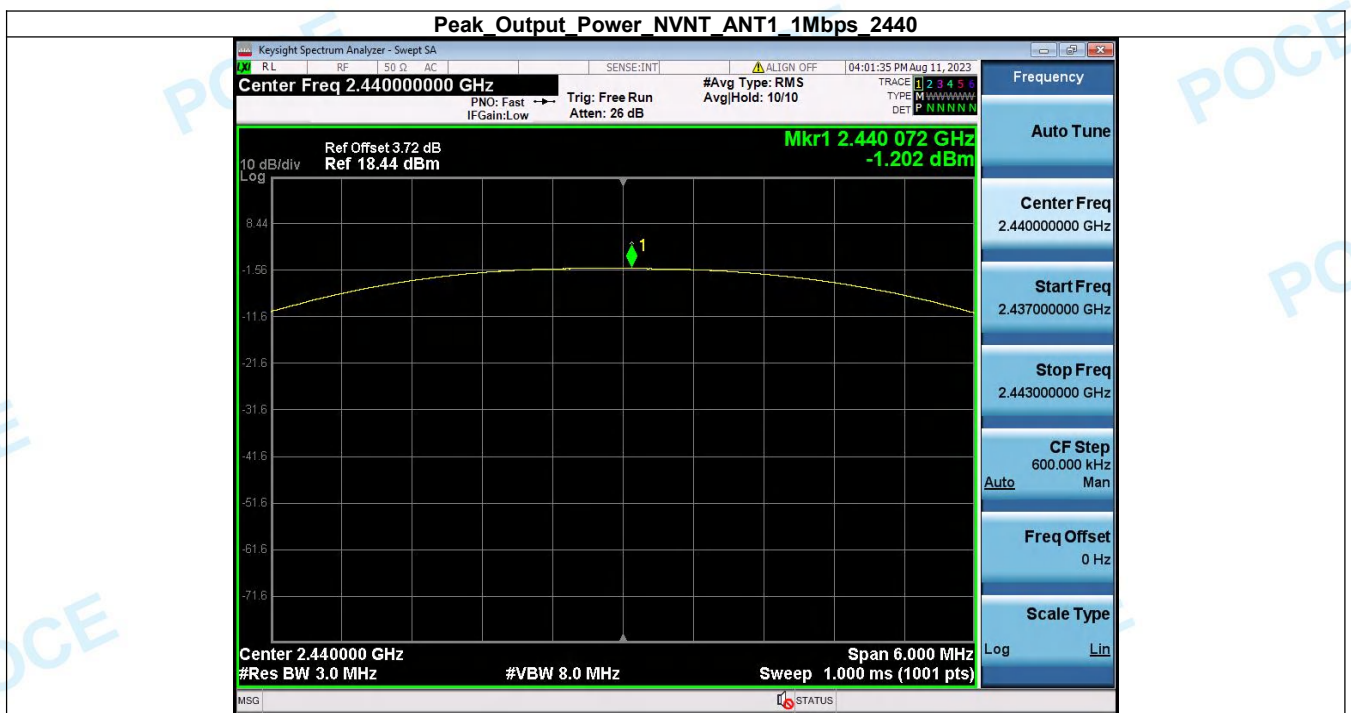 Peak_Output_Power_NVNT_ANT1_1Mbps_2440
Keysight Spectrum Analyzer - Swept SA
LXI RL RF 50 Ω AC SENSE:INT ALIGN OFF 04:01:35 PM Aug 11, 2023
Center Freq 2.440000000 GHz
PNO: Fast
IFGain:Low
Trig: Free Run
Atten: 26 dB
#Avg Type: RMS
Avg|Hold: 10/10
TRACE 1 2 3 4 5 6
TYPE M WWWWW
DET P N N N N N
Mkr1 2.440 072 GHz
-1.202 dBm
Ref Offset 3.72 dB
10 dB/div Ref 18.44 dBm
Log
8.44
1
-1.56
-11.6
-21.6
-31.6
-41.6
-51.6
-61.6
-71.6
Center 2.440000 GHz Span 6.000 MHz
#Res BW 3.0 MHz #VBW 8.0 MHz Sweep 1.000 ms (1001 pts)
MSG STATUS
Frequency
Auto Tune
Center Freq
2.440000000 GHz
Start Freq
2.437000000 GHz
Stop Freq
2.443000000 GHz
CF Step
600.000 kHz
Auto Man
Freq Offset
0 Hz
Scale Type
Log Lin
POCE